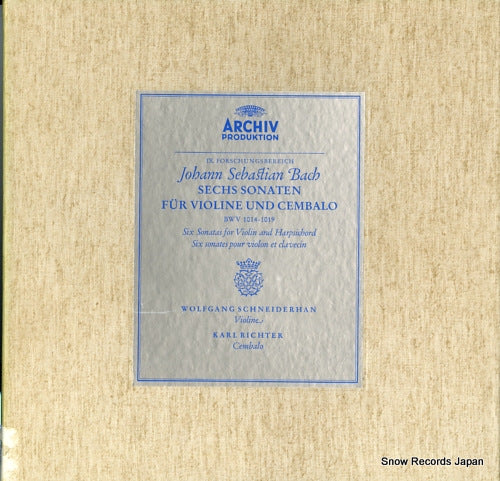 ARCHIV
PRODUKTION
IX. FORSCHUNGSBEREICH
Johann Sebastian Bach
SECHS SONATEN
FÜR VIOLINE UND CEMBALO
BWV 1014-1019
Six Sonatas for Violin and Harpsichord
Six sonates pour violon et clavecin
WOLFGANG SCHNEIDERHAN
Violine
KARL RICHTER
Cembalo
Snow Records Japan